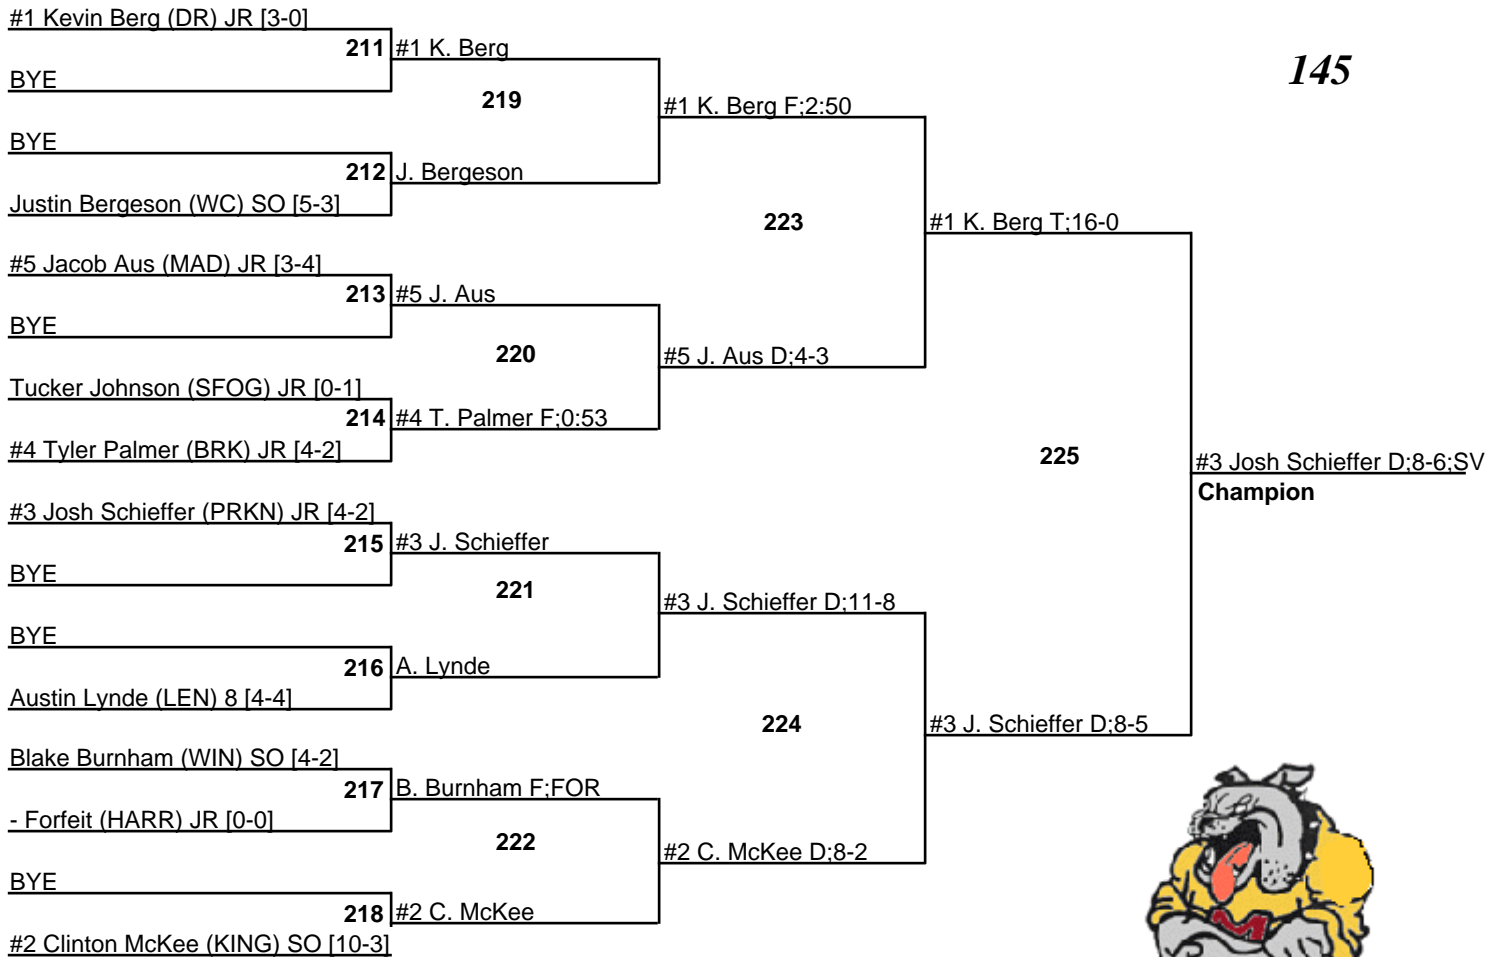 #1 Kevin Berg (DR) JR [3-0]
211 #1 K. Berg
145
BYE
219
#1 K. Berg F;2:50
BYE
212 J. Bergeson
Justin Bergeson (WC) SO [5-3]
223
#1 K. Berg T;16-0
#5 Jacob Aus (MAD) JR [3-4]
213 #5 J. Aus
BYE
220
#5 J. Aus D;4-3
Tucker Johnson (SFOG) JR [0-1]
214 #4 T. Palmer F;0:53
#4 Tyler Palmer (BRK) JR [4-2]
225
#3 Josh Schieffer D;8-6;SV
Champion
#3 Josh Schieffer (PRKN) JR [4-2]
215 #3 J. Schieffer
BYE
221
#3 J. Schieffer D;11-8
BYE
216 A. Lynde
Austin Lynde (LEN) 8 [4-4]
224
#3 J. Schieffer D;8-5
Blake Burnham (WIN) SO [4-2]
217 B. Burnham F;FOR
- Forfeit (HARR) JR [0-0]
222
#2 C. McKee D;8-2
BYE
218 #2 C. McKee
#2 Clinton McKee (KING) SO [10-3]
M